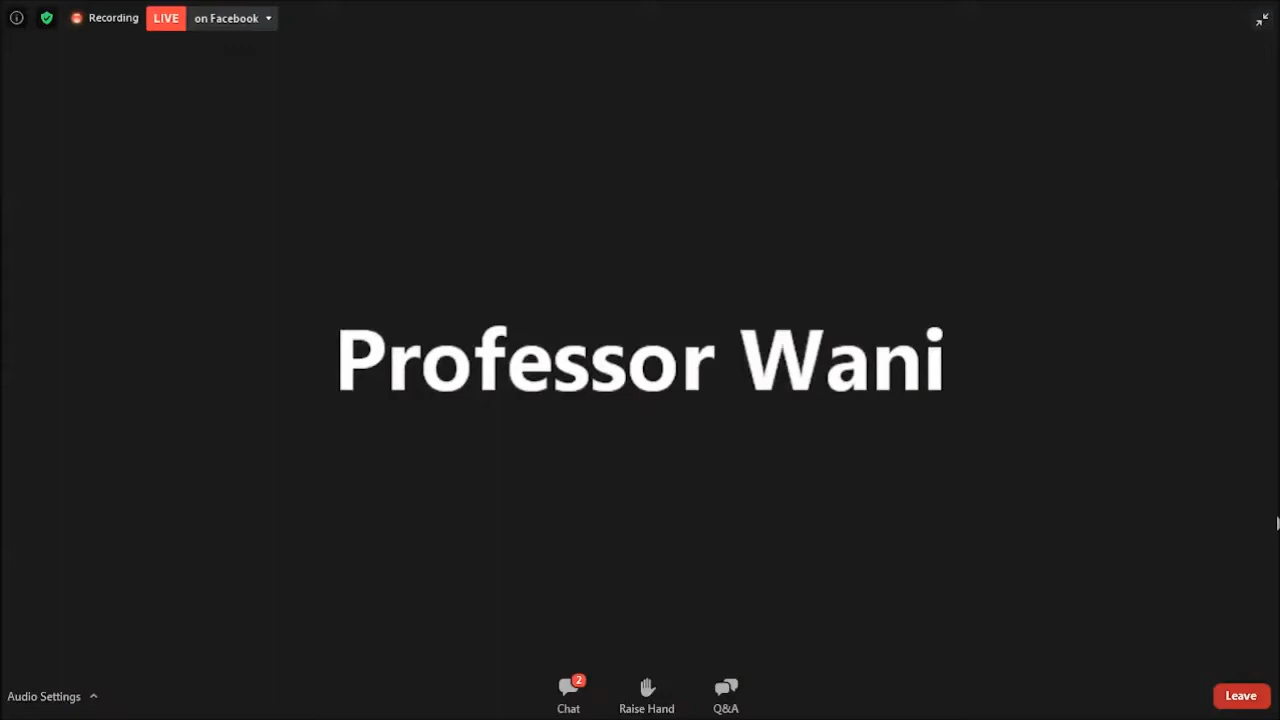 Recording LIVE on Facebook
Professor Wani
2
Audio Settings Chat Raise Hand Q&A Leave